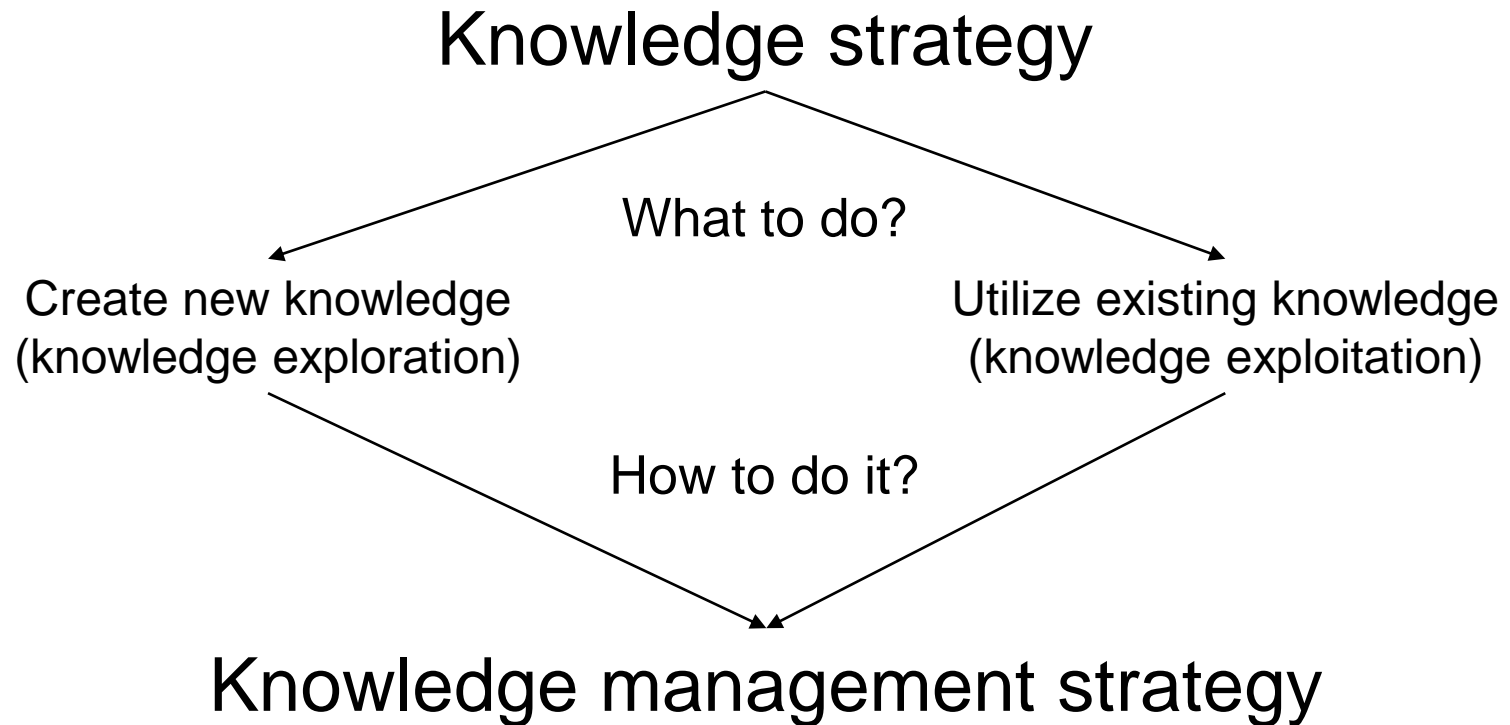 Knowledge strategy
What to do?
Create new knowledge
(knowledge exploration)
Utilize existing knowledge
(knowledge exploitation)
How to do it?
Knowledge management strategy